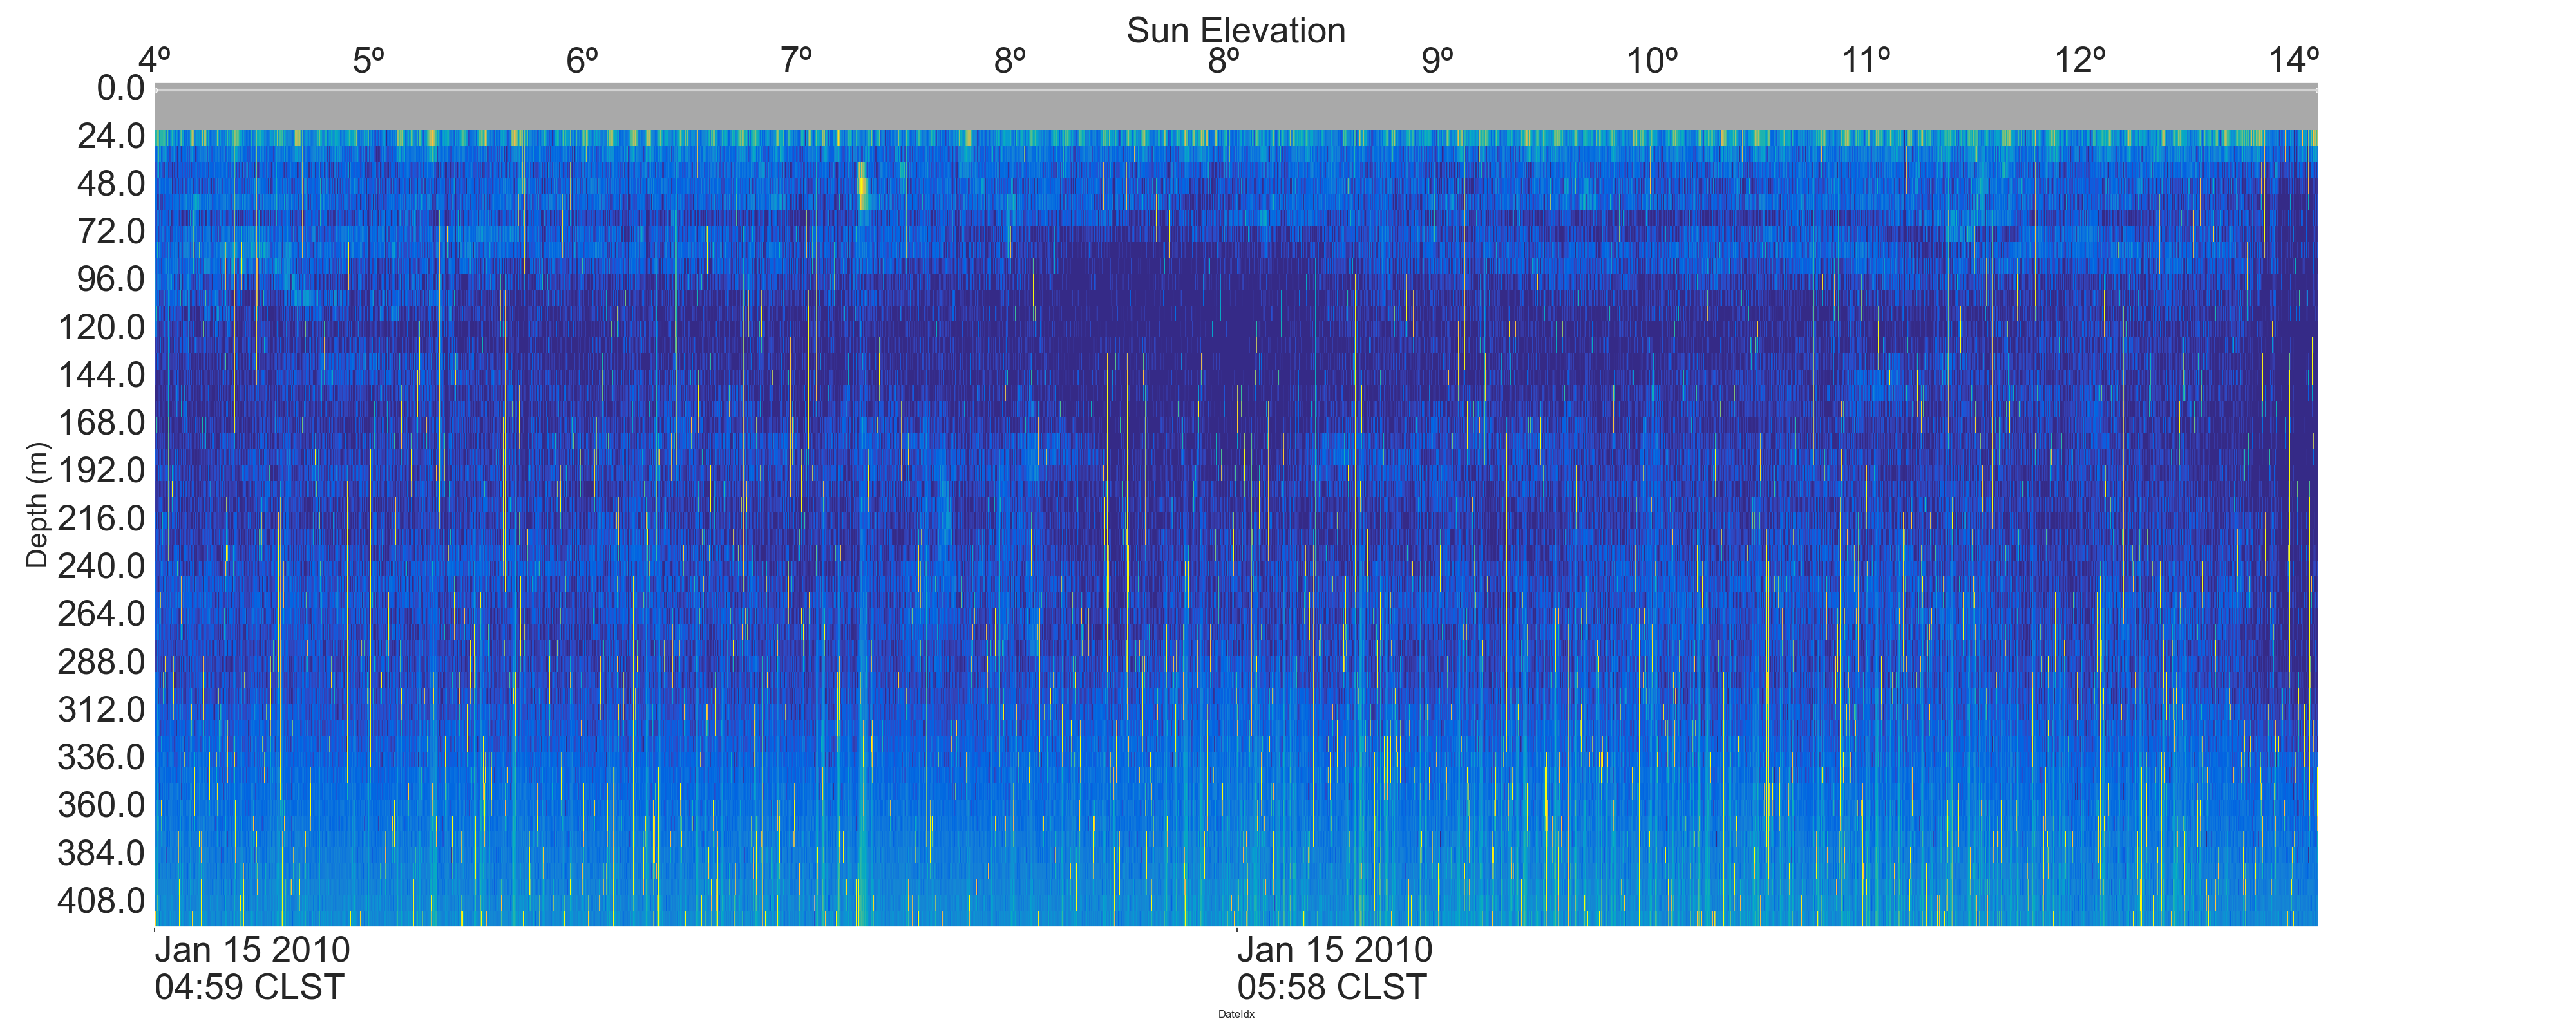 Sun Elevation
4º 5º 6º 7º 8º 8º 9º 10º 11º 12º 14º
0.0
24.0
48.0
72.0
96.0
120.0
144.0
168.0
192.0
216.0
240.0
264.0
288.0
312.0
336.0
360.0
384.0
408.0
Depth (m)
Jan 15 2010
04:59 CLST
Jan 15 2010
05:58 CLST
DateIdx